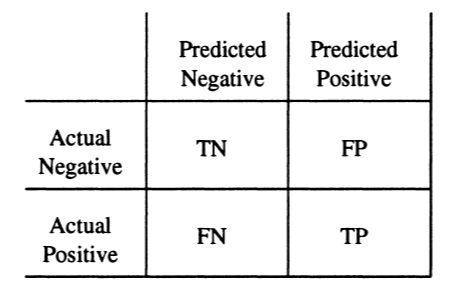 Predicted Predicted
Negative Positive
Actual
Negative TN FP
Actual
Positive FN TP